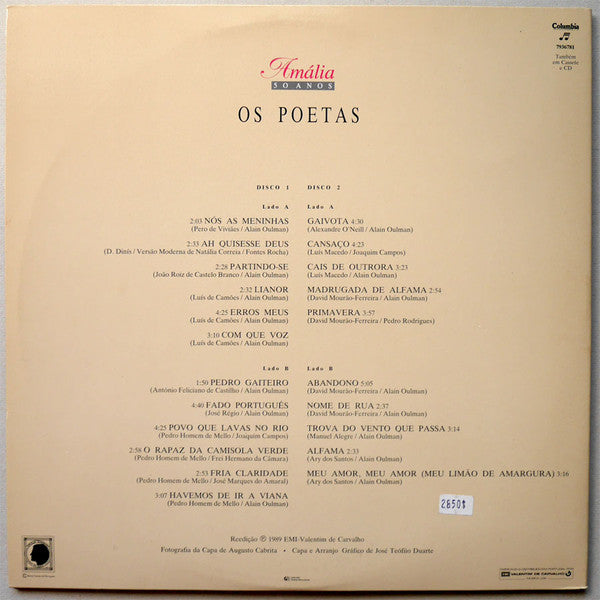 Columbia
7936781
Também
em Cassete
e CD
Amália
50 ANOS
OS POETAS
DISCO 1
Lado A
2:03 NÓS AS MENINHAS
(Pero de Viviães / Alain Oulman)
2:33 AH QUISESSE DEUS
(D. Dinís / Versão Moderna de Natália Correia / Fontes Rocha)
2:28 PARTINDO-SE
(João Roiz de Castelo Branco / Alain Oulman)
2:32 LIANOR
(Luís de Camões / Alain Oulman)
4:25 ERROS MEUS
(Luís de Camões / Alain Oulman)
3:10 COM QUE VOZ
(Luís de Camões / Alain Oulman)
Lado B
1:50 PEDRO GAITEIRO
(António Feliciano de Castilho / Alain Oulman)
4:40 FADO PORTUGUÊS
(José Régio / Alain Oulman)
4:25 POVO QUE LAVAS NO RIO
(Pedro Homem de Mello / Joaquim Campos)
2:58 O RAPAZ DA CAMISOLA VERDE
(Pedro Homem de Mello / Frei Hermano da Câmara)
2:53 FRIA CLARIDADE
(Pedro Homem de Mello / José Marques do Amaral)
3:07 HAVEMOS DE IR A VIANA
(Pedro Homem de Mello / Alain Oulman)
DISCO 2
Lado A
GAIVOTA 4:30
(Alexandre O'Neill / Alain Oulman)
CANSAÇO 4:23
(Luís Macedo / Joaquim Campos)
CAIS DE OUTRORA 3:23
(Luís Macedo / Alain Oulman)
MADRUGADA DE ALFAMA 2:54
(David Mourão-Ferreira / Alain Oulman)
PRIMAVERA 3:57
(David Mourão-Ferreira / Pedro Rodrigues)
Lado B
ABANDONO 5:05
(David Mourão-Ferreira / Alain Oulman)
NOME DE RUA 2:37
(David Mourão-Ferreira / Alain Oulman)
TROVA DO VENTO QUE PASSA 3:14
(Manuel Alegre / Alain Oulman)
ALFAMA 2:33
(Ary dos Santos / Alain Oulman)
MEU AMOR, MEU AMOR (MEU LIMÃO DE AMARGURA) 3:16
(Ary dos Santos / Alain Oulman)
2850$
Reedição ℗ 1989 EMI-Valentim de Carvalho
Fotografia da Capa de Augusto Cabrita • Capa e Arranjo Gráfico de José Teófilo Duarte
EMI VALENTIM DE CARVALHO